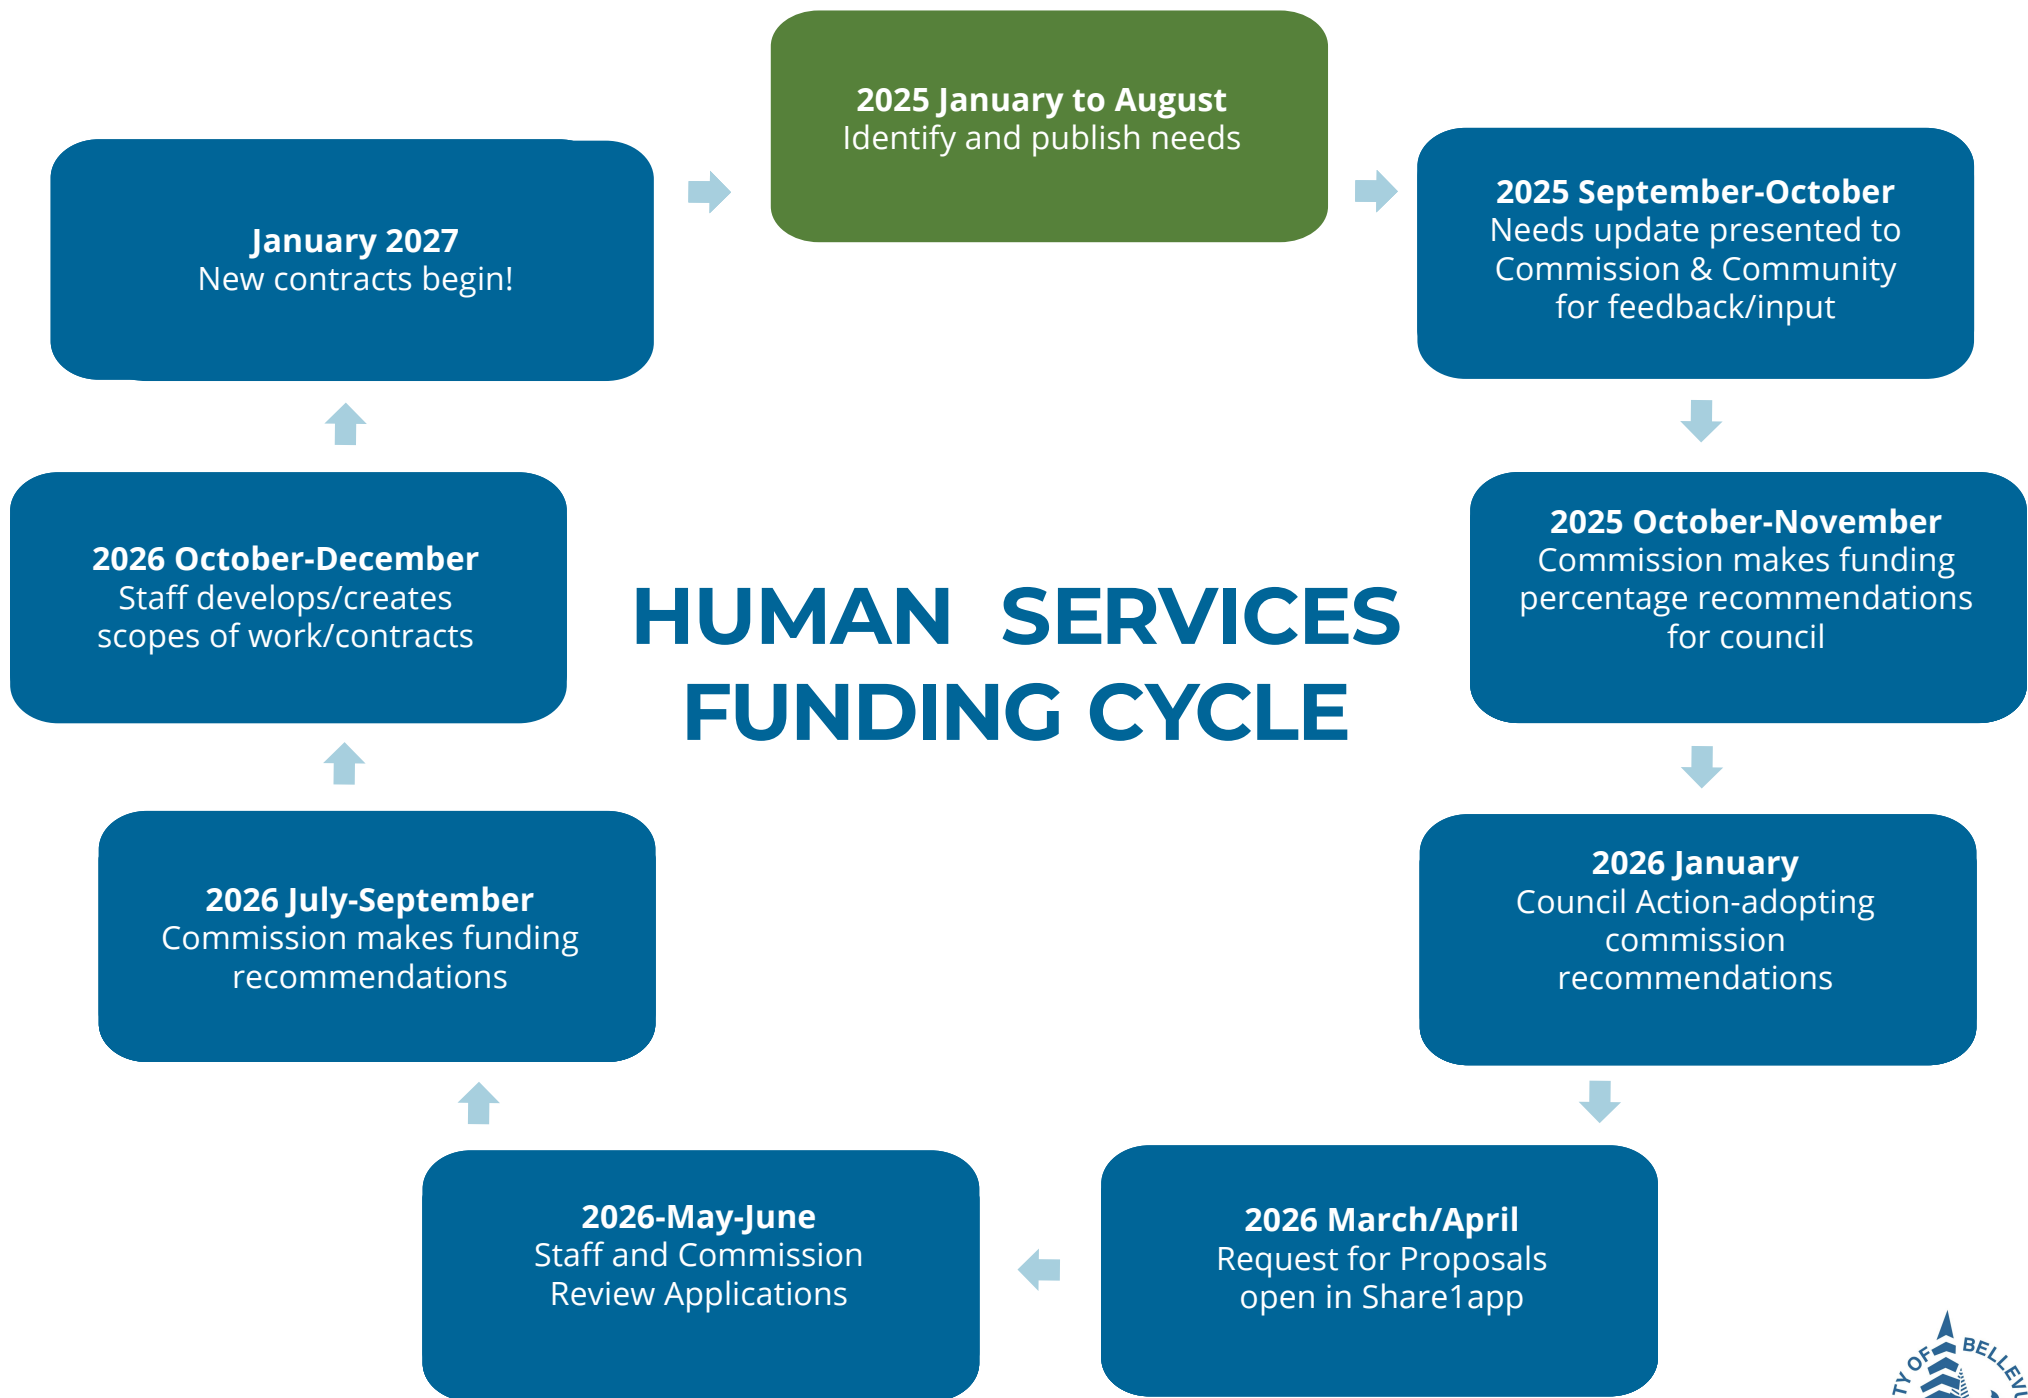 2025 January to August
Identify and publish needs
2025 September-October
Needs update presented to
Commission & Community
for feedback/input
2025 October-November
Commission makes funding
percentage recommendations
for council
2026 January
Council Action-adopting
commission
recommendations
2026 March/April
Request for Proposals
open in Share1app
2026-May-June
Staff and Commission
Review Applications
2026 July-September
Commission makes funding
recommendations
2026 October-December
Staff develops/creates
scopes of work/contracts
January 2027
New contracts begin!
HUMAN SERVICES
FUNDING CYCLE
OF